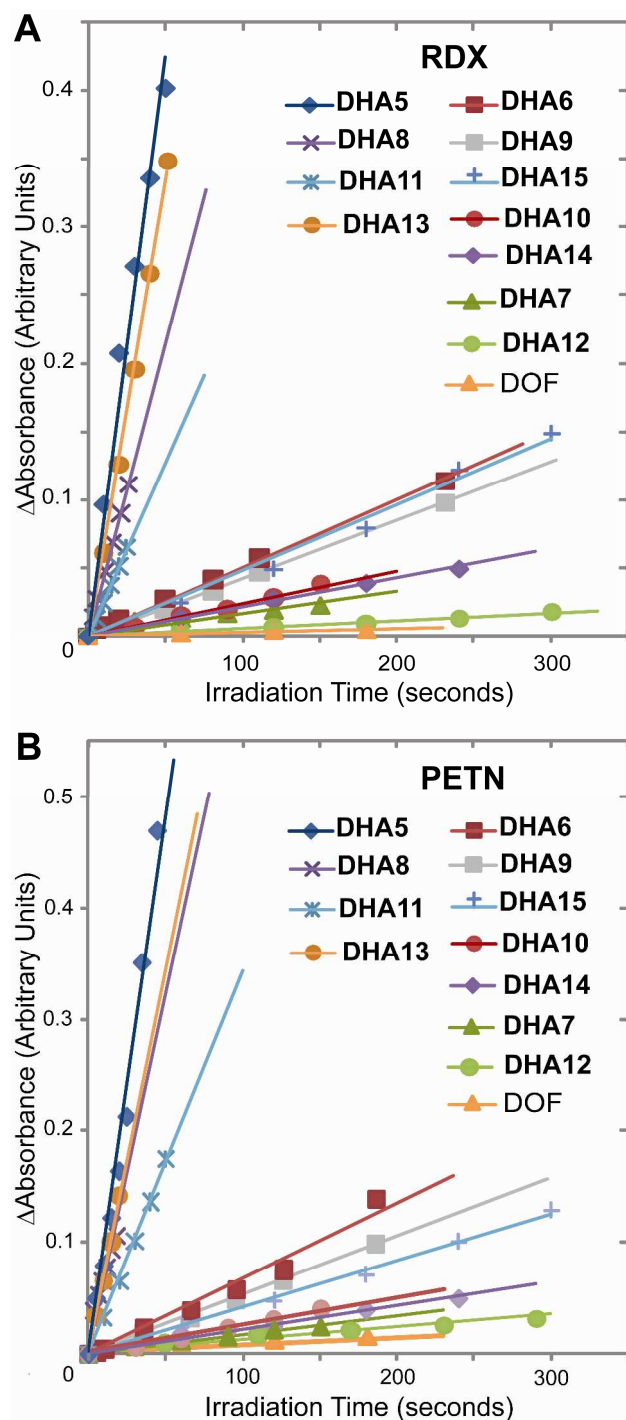 A
RDX
DHA5
DHA8
DHA11
DHA13
DHA6
DHA9
DHA15
DHA10
DHA14
DHA7
DHA12
DOF
0.4
0.3
0.2
0.1
0
100
200
300
ΔAbsorbance (Arbitrary Units)
Irradiation Time (seconds)
B
PETN
DHA5
DHA8
DHA11
DHA13
DHA6
DHA9
DHA15
DHA10
DHA14
DHA7
DHA12
DOF
0.5
0.4
0.3
0.2
0.1
0
100
200
300
ΔAbsorbance (Arbitrary Units)
Irradiation Time (seconds)